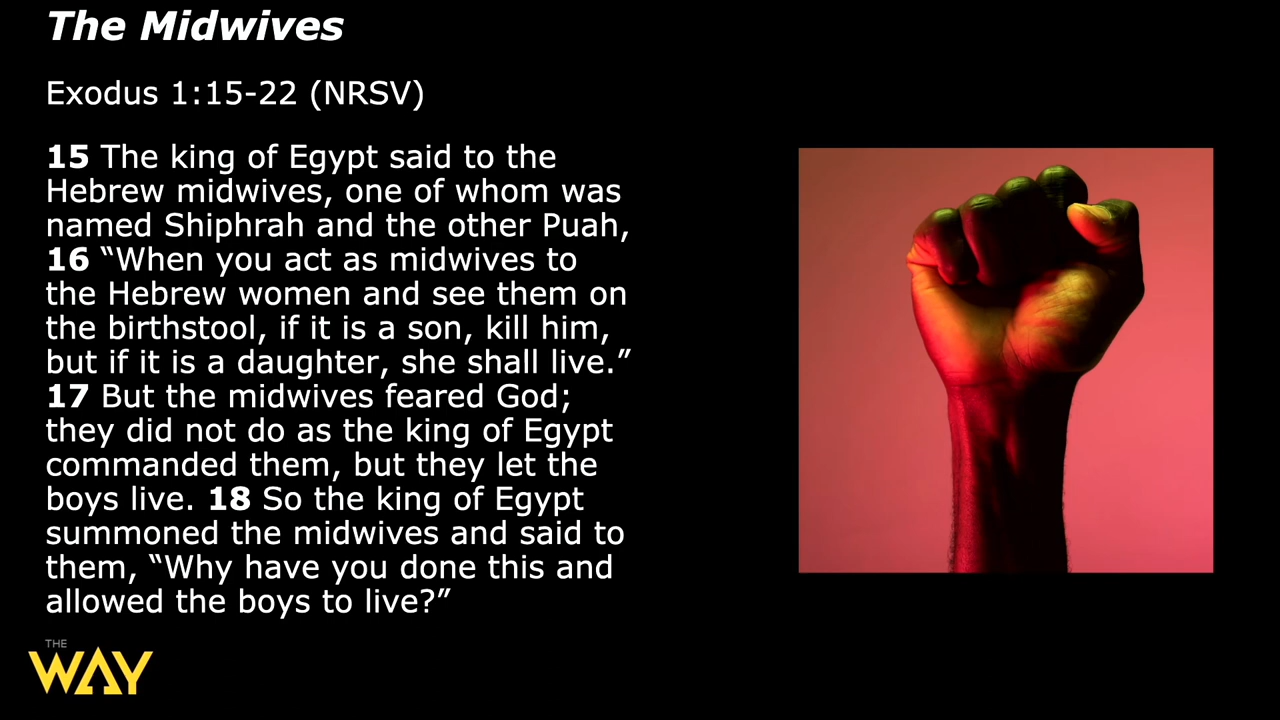 The Midwives
Exodus 1:15-22 (NRSV)
15 The king of Egypt said to the
Hebrew midwives, one of whom was
named Shiphrah and the other Puah,
16 “When you act as midwives to
the Hebrew women and see them on
the birthstool, if it is a son, kill him,
but if it is a daughter, she shall live.”
17 But the midwives feared God;
they did not do as the king of Egypt
commanded them, but they let the
boys live. 18 So the king of Egypt
summoned the midwives and said to
them, “Why have you done this and
allowed the boys to live?”
THE
WAY